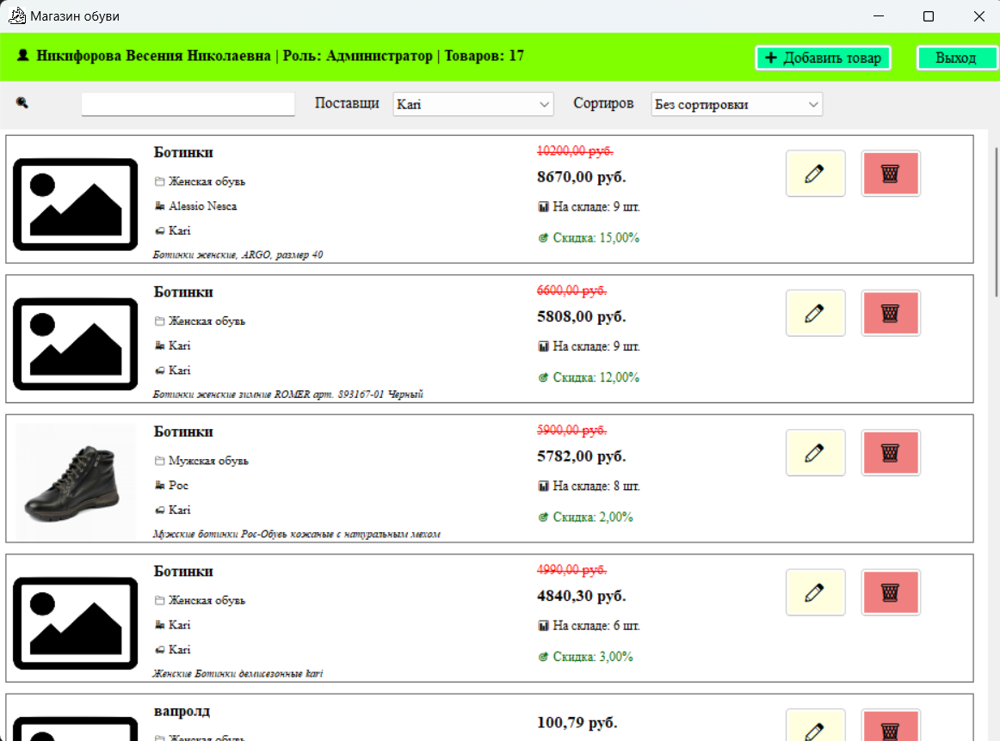 Магазин обуви
Никифорова Весения Николаевна | Роль: Администратор | Товаров: 17
+ Добавить товар
Выход
Поставщи
Kari
Сортиров
Без сортировки
Ботинки
Женская обувь
Alessio Nesca
Kari
Ботинки женские, ARGO, размер 40
10200,00 руб.
8670,00 руб.
На складе: 9 шт.
Скидка: 15,00%
Ботинки
Женская обувь
Kari
Kari
Ботинки женские зимние ROMER арт. 893167-01 Черный
6600,00 руб.
5808,00 руб.
На складе: 9 шт.
Скидка: 12,00%
Ботинки
Мужская обувь
Рос
Kari
Мужские ботинки Рос-Обувь кожаные с натуральным мехом
5900,00 руб.
5782,00 руб.
На складе: 8 шт.
Скидка: 2,00%
Ботинки
Женская обувь
Kari
Kari
Женские Ботинки демисезонные kari
4990,00 руб.
4840,30 руб.
На складе: 6 шт.
Скидка: 3,00%
вапролд
Женская обувь
100,79 руб.